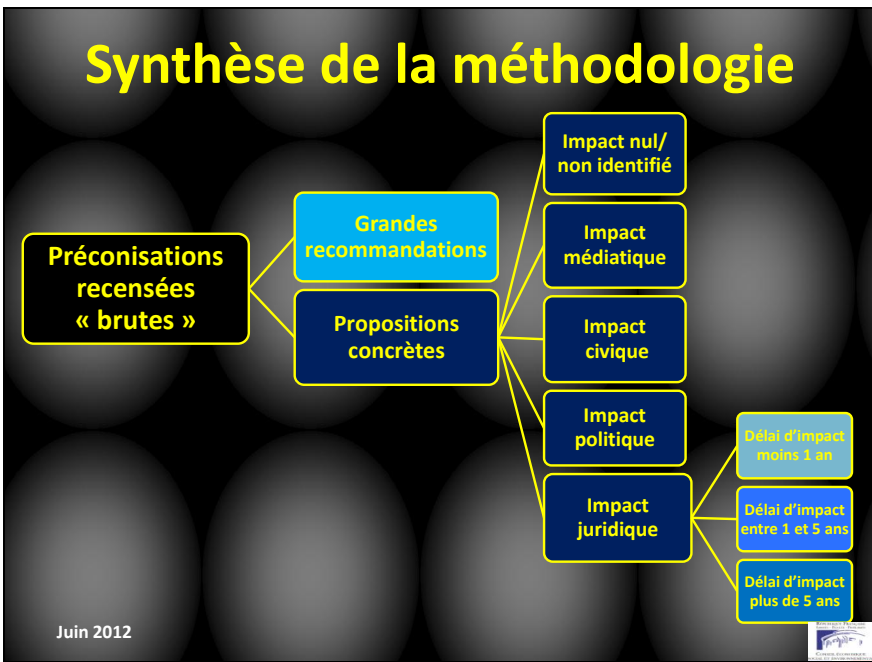 Synthèse de la méthodologie
Préconisations
recensées
« brutes »
Grandes
recommandations
Propositions
concrètes
Impact nul/
non identifié
Impact
médiatique
Impact
civique
Impact
politique
Impact
juridique
Délai d'impact
moins 1 an
Délai d'impact
entre 1 et 5 ans
Délai d'impact
plus de 5 ans
Juin 2012